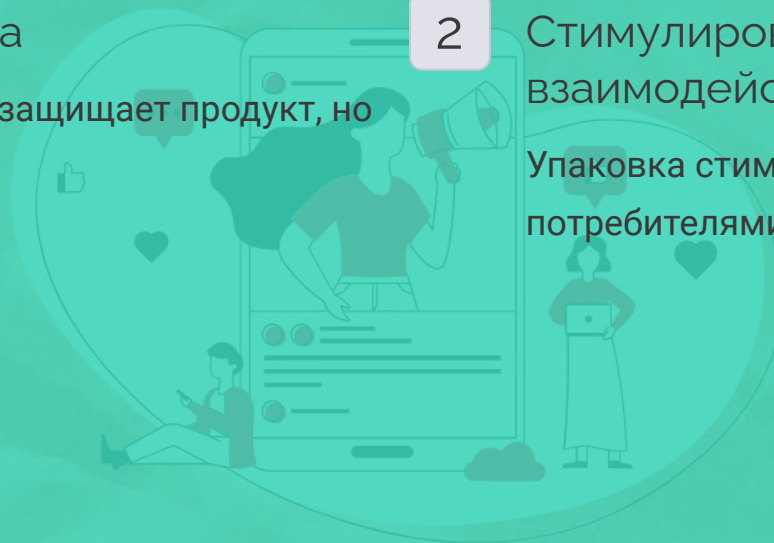 а
защищает продукт, но
2
Стимулиров
взаимодейс
Упаковка стим
потребителями